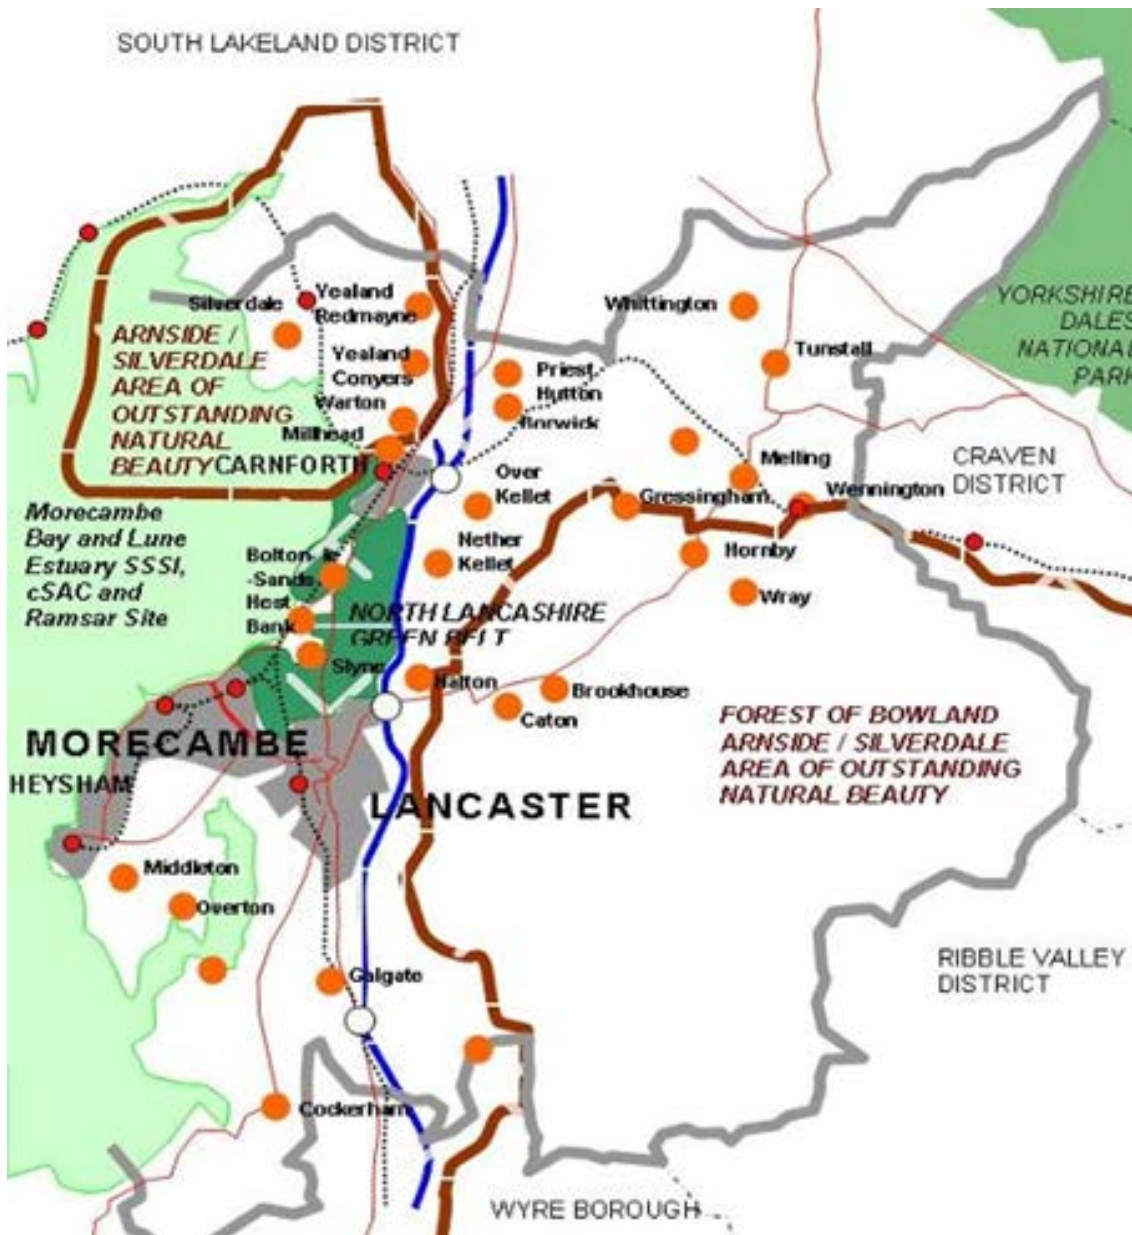 SOUTH LAKELAND DISTRICT
Silverdale
Yealand
Redmayne
Whittington
YORKSHIRE
DALES
NATIONAL
PARK
ARNSIDE /
SILVERDALE
AREA OF
OUTSTANDING
NATURAL
BEAUTY
Yealand
Conyers
Warton
Millhead
CARNFORTH
Priest
Hutton
Borwick
Tunstall
Melling
CRAVEN
DISTRICT
Over
Kellet
Gressingham
Wennington
Morecambe
Bay and Lune
Estuary SSSI,
cSAC and
Ramsar Site
Bolton-le
-Sands
Hest
Bank
Nether
Kellet
Hornby
Wray
NORTH LANCASHIRE
GREEN BELT
Slyne
Halton
Brookhouse
Caton
FOREST OF BOWLAND
ARNSIDE / SILVERDALE
AREA OF OUTSTANDING
NATURAL BEAUTY
MORECAMBE
HEYSHAM
LANCASTER
Middleton
Overton
Galgate
RIBBLE VALLEY
DISTRICT
Cockerham
WYRE BOROUGH